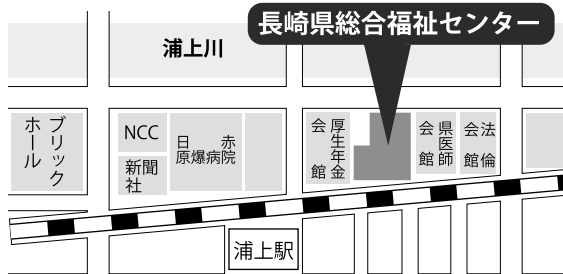 長崎県総合福祉センター
浦上川
ブリック
ホール
NCC
新聞
社
日赤
原爆病院
厚生年金
会館
県医師
会館
法倫
会館
浦上駅